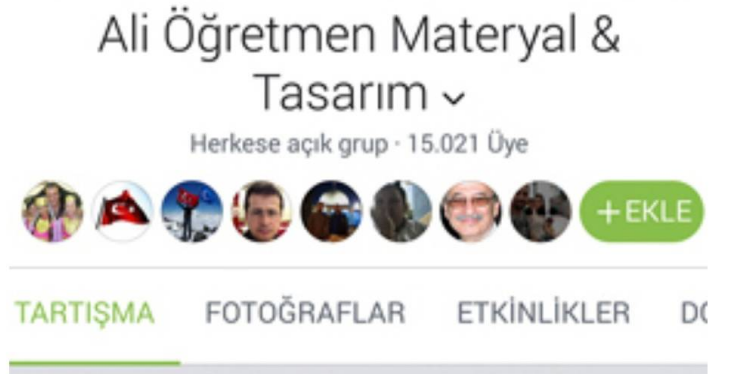 Ali Öğretmen Materyal &
Tasarım
Herkese açık grup · 15.021 Üye
+EKLE
TARTIŞMA FOTOĞRAFLAR ETKİNLİKLER